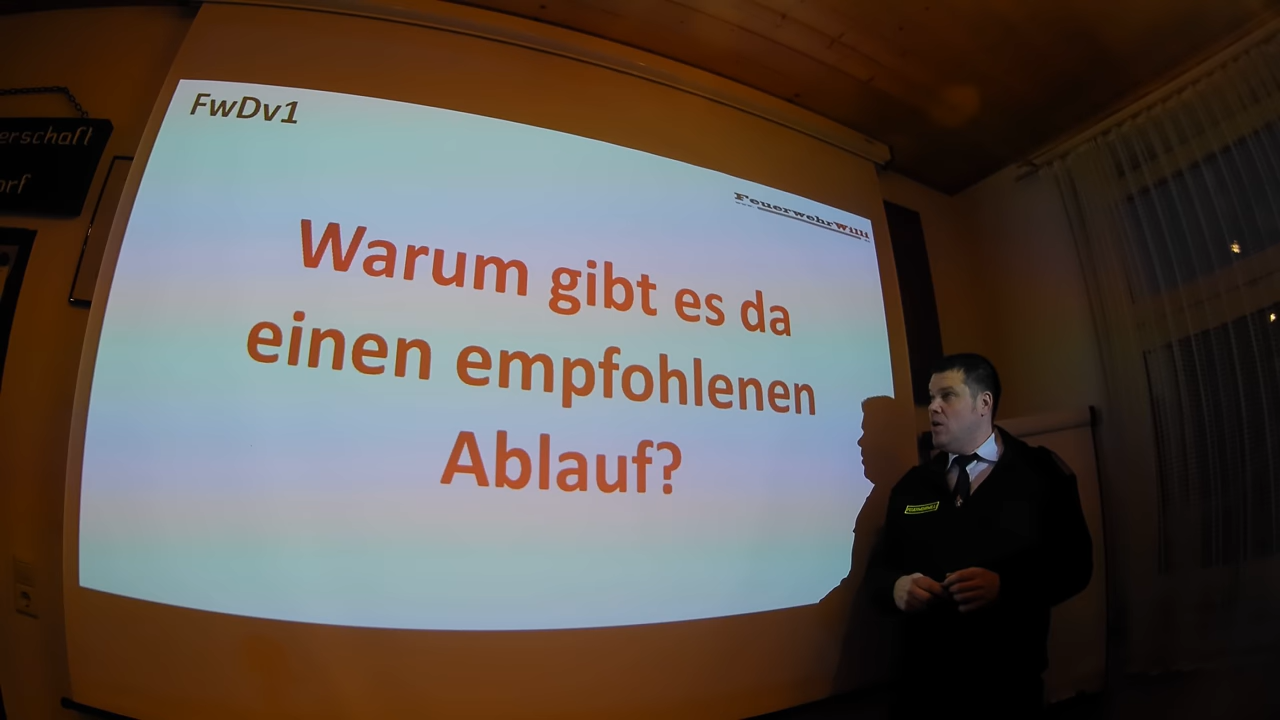 erschaft
orf
FwDv1
FeuerwehrWilli
Warum gibt es da
einen empfohlenen
Ablauf?